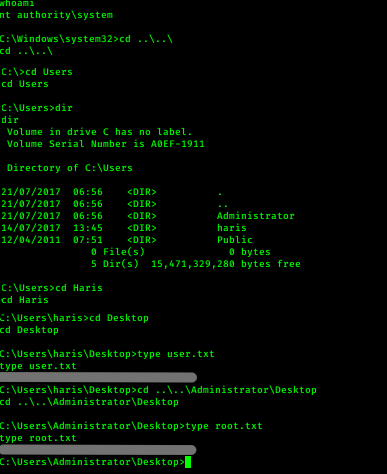 whoami
nt authority\system
C:\Windows\system32>cd ..\..\
cd ..\..\
C:\>cd Users
cd Users
C:\Users>dir
dir
Volume in drive C has no label.
Volume Serial Number is A0EF-1911
Directory of C:\Users
21/07/2017  06:56    <DIR>          .
21/07/2017  06:56    <DIR>          ..
21/07/2017  06:56    <DIR>          Administrator
14/07/2017  13:45    <DIR>          haris
12/04/2011  07:51    <DIR>          Public
0 File(s)              0 bytes
5 Dir(s)  15,471,329,280 bytes free
C:\Users>cd Haris
cd Haris
C:\Users\haris>cd Desktop
cd Desktop
C:\Users\haris\Desktop>type user.txt
type user.txt
C:\Users\haris\Desktop>cd ..\..\Administrator\Desktop
cd ..\..\Administrator\Desktop
C:\Users\Administrator\Desktop>type root.txt
type root.txt
C:\Users\Administrator\Desktop>